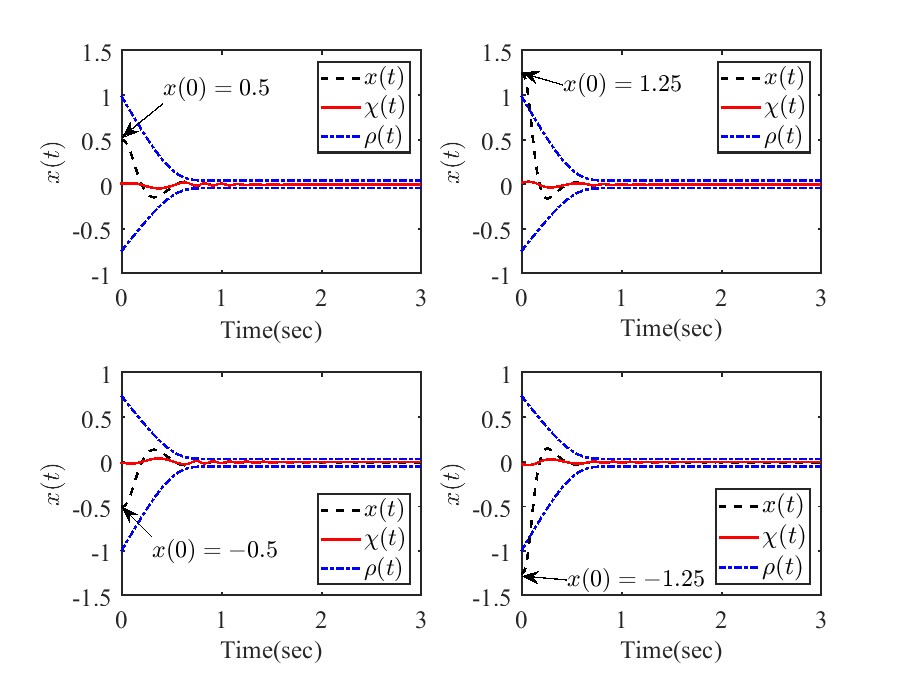 1.5
1
0.5
0
-0.5
-1
x(t)
x(0) = 0.5
x(t)
χ(t)
ρ(t)
0 1 2 3
Time(sec)
1.5
1
0.5
0
-0.5
-1
x(t)
x(0) = 1.25
x(t)
χ(t)
ρ(t)
0 1 2 3
Time(sec)
1
0.5
0
-0.5
-1
-1.5
x(t)
x(0) = −0.5
x(t)
χ(t)
ρ(t)
0 1 2 3
Time(sec)
1
0.5
0
-0.5
-1
-1.5
x(t)
x(0) = −1.25
x(t)
χ(t)
ρ(t)
0 1 2 3
Time(sec)